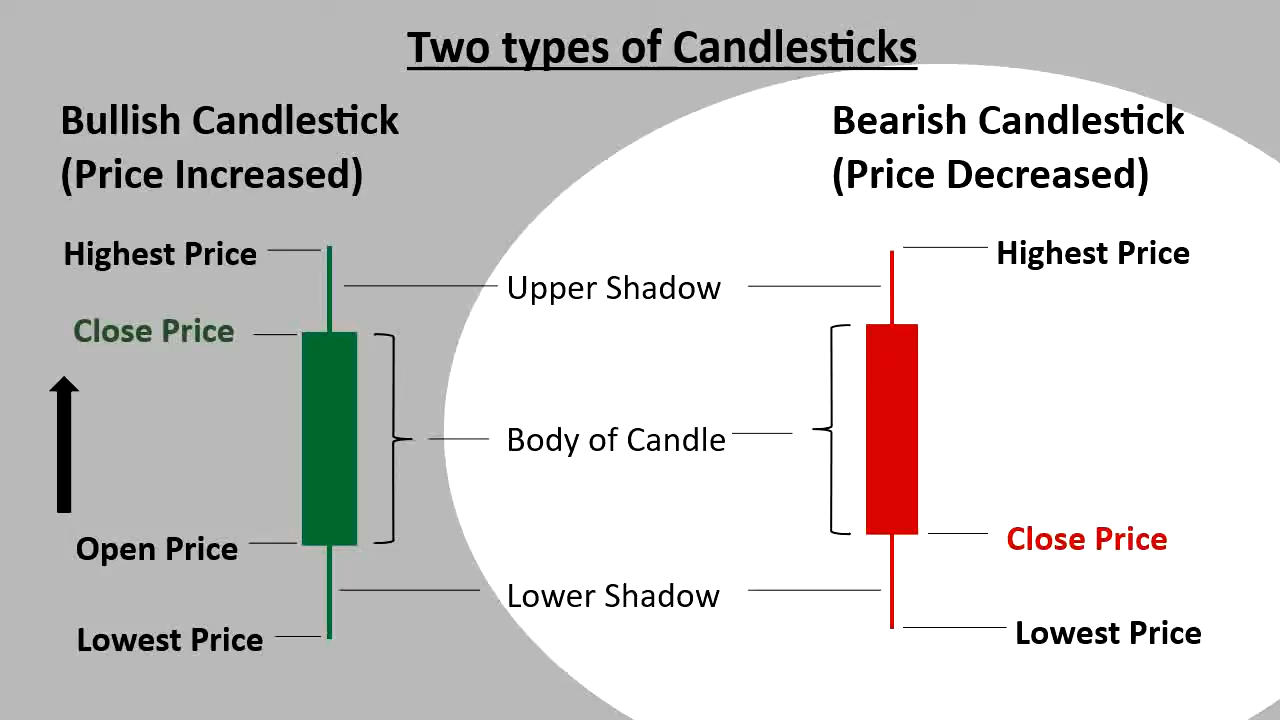 Two types of Candlesticks
Bullish Candlestick
(Price Increased)
Bearish Candlestick
(Price Decreased)
Highest Price
Highest Price
Upper Shadow
Close Price
Body of Candle
Open Price
Close Price
Lower Shadow
Lowest Price
Lowest Price